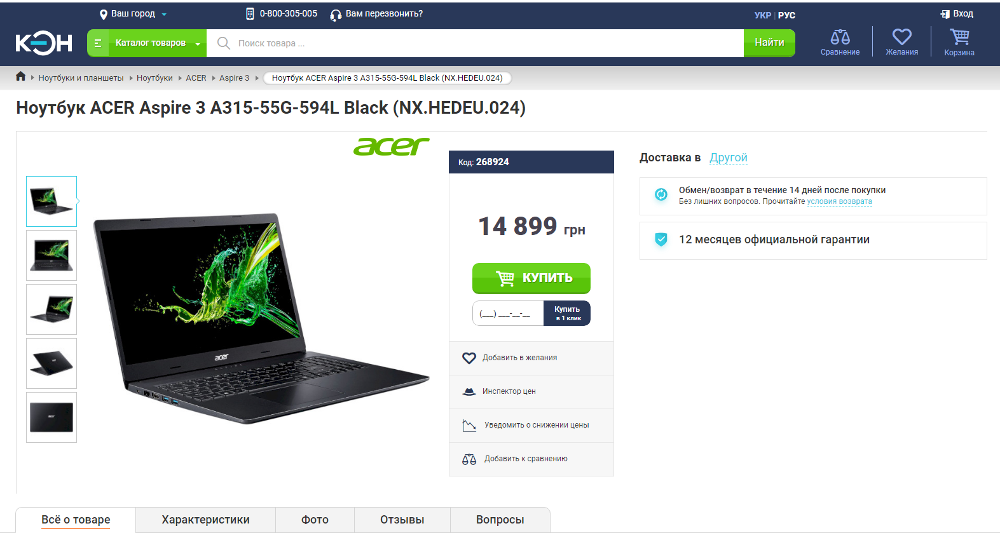 Ваш город
0-800-305-005
Вам перезвонить?
УКР | РУС
Вход
КЭН
Каталог товаров
Поиск товара ...
Найти
Сравнение
Желания
Корзина
Ноутбуки и планшеты
Ноутбуки
ACER
Aspire 3
Ноутбук ACER Aspire 3 A315-55G-594L Black (NX.HEDEU.024)
Ноутбук ACER Aspire 3 A315-55G-594L Black (NX.HEDEU.024)
acer
acer
Код: 268924
14 899 грн
КУПИТЬ
(___) ___-__-__
Купить
в 1 клик
Добавить в желания
Инспектор цен
Уведомить о снижении цены
Добавить к сравнению
Доставка в Другой
Обмен/возврат в течение 14 дней после покупки
Без лишних вопросов. Прочитайте условия возврата
12 месяцев официальной гарантии
Всё о товаре
Характеристики
Фото
Отзывы
Вопросы